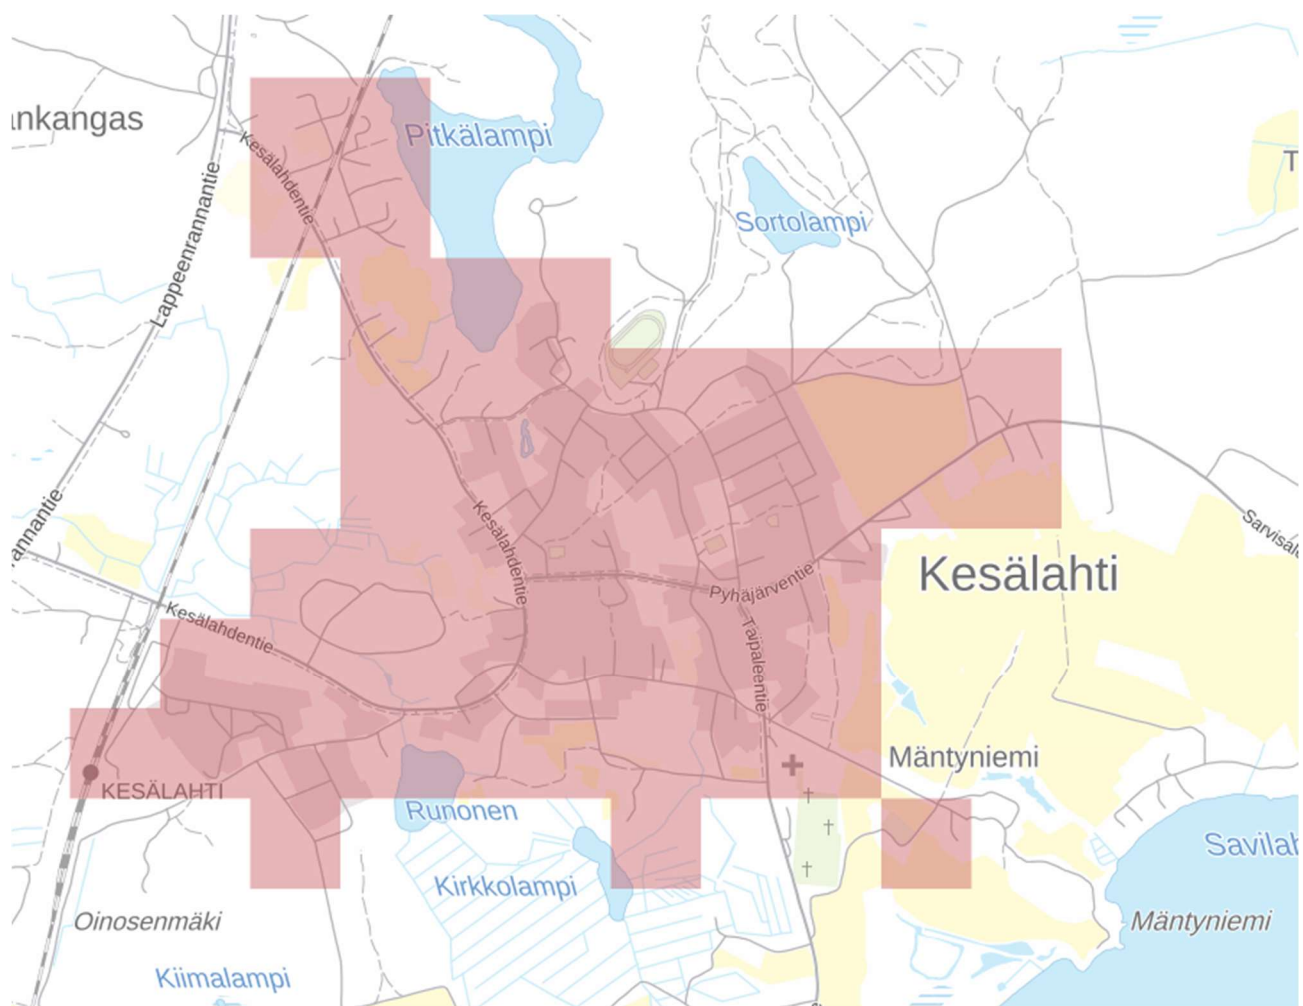 nkangas
Pitkälampi
Kesälahdentie
Lappeenrannantie
Sortolampi
T
annantie
Kesälahdentie
Sarvisal
Kesälahti
Pyhäjärventie
Kesälahdentie
Taipaleentie
Mäntyniemi
KESÄLAHTI
Runonen
Savilah
Kirkkolampi
Oinosenmäki
Mäntyniemi
Kiimalampi